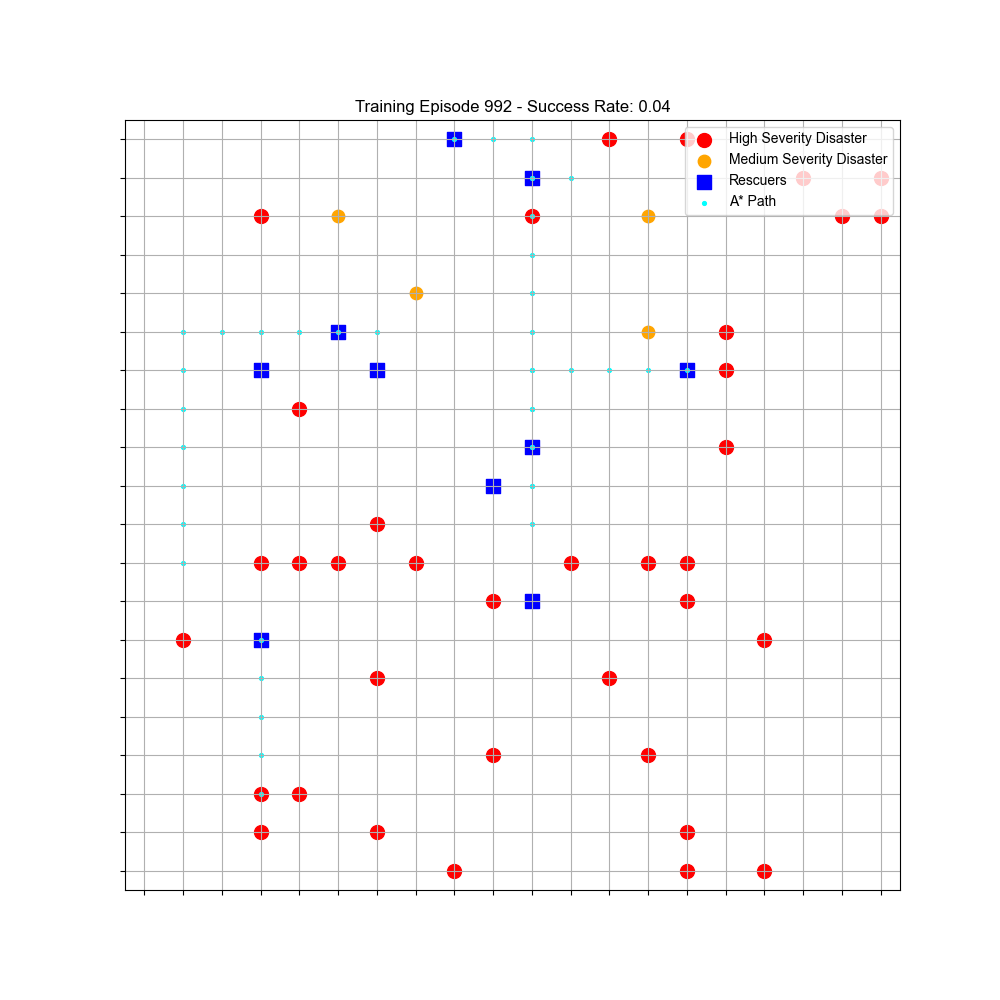 Training Episode 992 - Success Rate: 0.04
High Severity Disaster
Medium Severity Disaster
Rescuers
A* Path